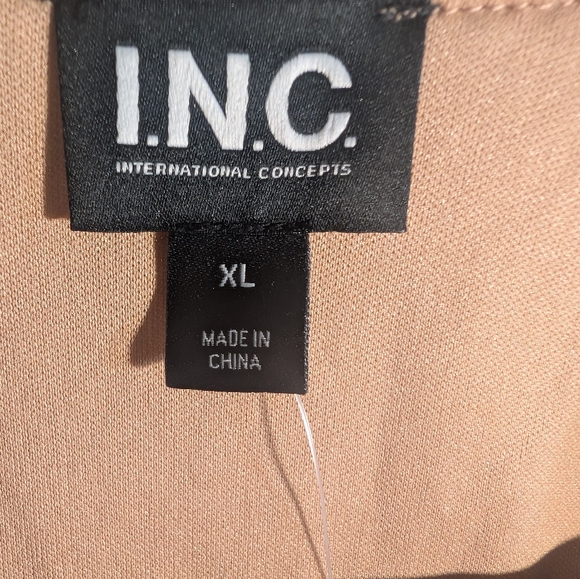 I.N.C.
INTERNATIONAL CONCEPTS
XL
MADE IN
CHINA